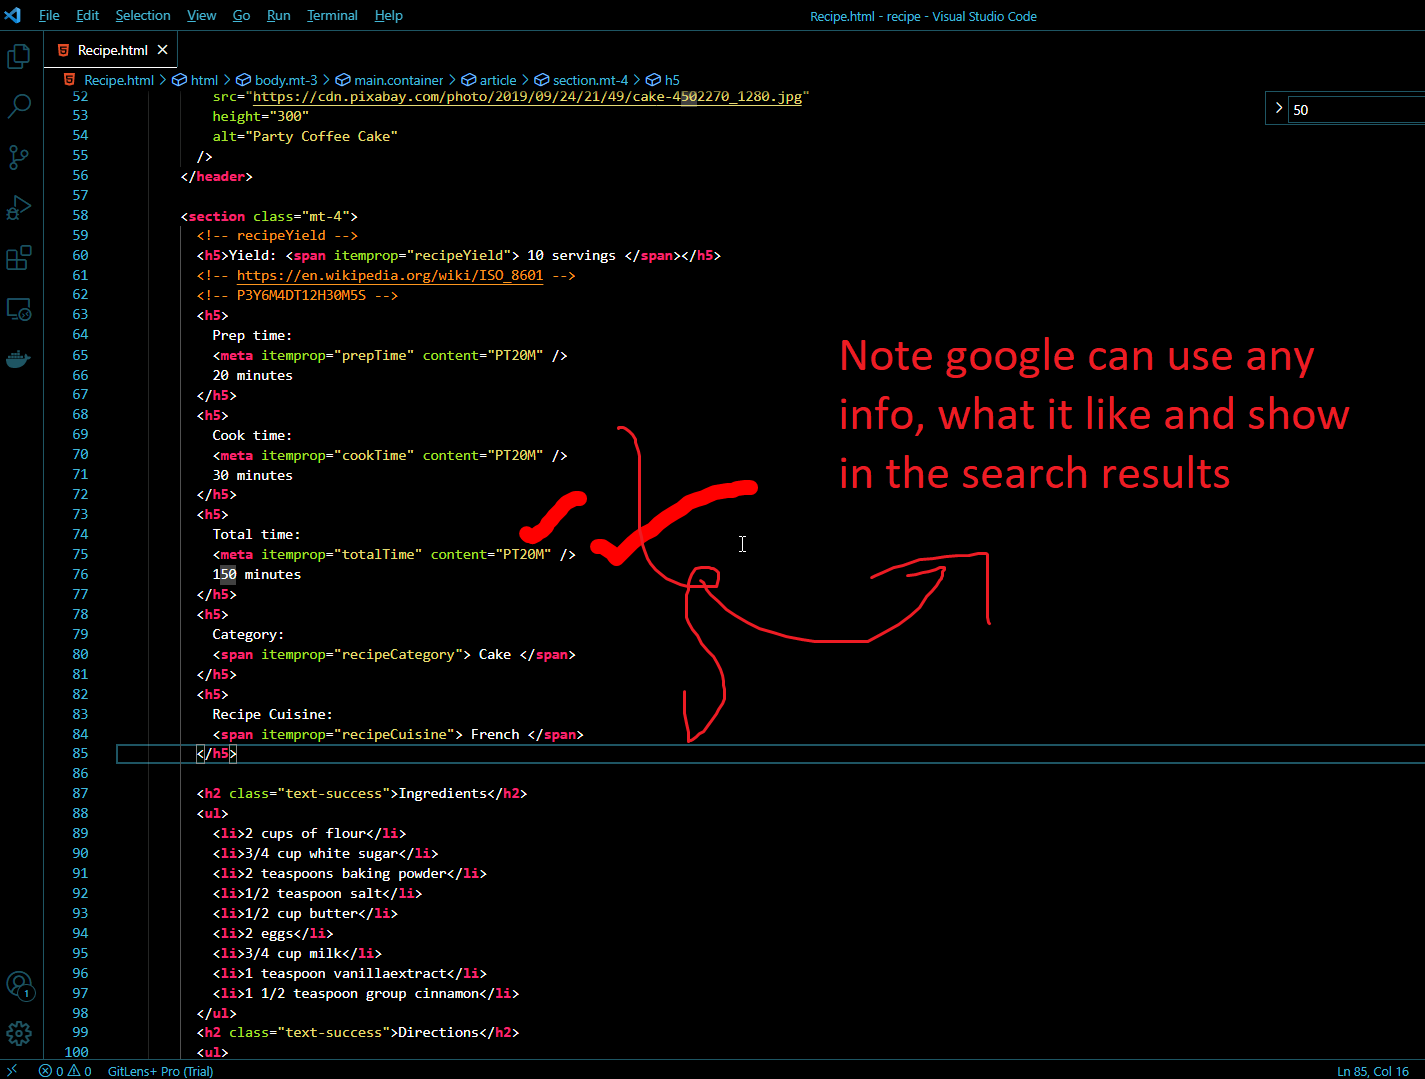 File Edit Selection View Go Run Terminal Help
Recipe.html - recipe - Visual Studio Code
Recipe.html
Recipe.html > html > body.mt-3 > main.container > article > section.mt-4 > h5
50
52 src="https://cdn.pixabay.com/photo/2019/09/24/21/49/cake-4502270_1280.jpg"
53 height="300"
54 alt="Party Coffee Cake"
55 />
56 </header>
57
58 <section class="mt-4">
59 <!-- recipeYield -->
60 <h5>Yield: <span itemprop="recipeYield"> 10 servings </span></h5>
61 <!-- https://en.wikipedia.org/wiki/ISO_8601 -->
62 <!-- P3Y6M4DT12H30M5S -->
63 <h5>
64 Prep time:
65 <meta itemprop="prepTime" content="PT20M" />
66 20 minutes
67 </h5>
68 <h5>
69 Cook time:
70 <meta itemprop="cookTime" content="PT20M" />
71 30 minutes
72 </h5>
73 <h5>
74 Total time:
75 <meta itemprop="totalTime" content="PT20M" />
76 150 minutes
77 </h5>
78 <h5>
79 Category:
80 <span itemprop="recipeCategory"> Cake </span>
81 </h5>
82 <h5>
83 Recipe Cuisine:
84 <span itemprop="recipeCuisine"> French </span>
85 </h5>
86
87 <h2 class="text-success">Ingredients</h2>
88 <ul>
89 <li>2 cups of flour</li>
90 <li>3/4 cup white sugar</li>
91 <li>2 teaspoons baking powder</li>
92 <li>1/2 teaspoon salt</li>
93 <li>1/2 cup butter</li>
94 <li>2 eggs</li>
95 <li>3/4 cup milk</li>
96 <li>1 teaspoon vanillaextract</li>
97 <li>1 1/2 teaspoon group cinnamon</li>
98 </ul>
99 <h2 class="text-success">Directions</h2>
100 <ul>
Note google can use any
info, what it like and show
in the search results
1
0 0 GitLens+ Pro (Trial)
Ln 85, Col 16